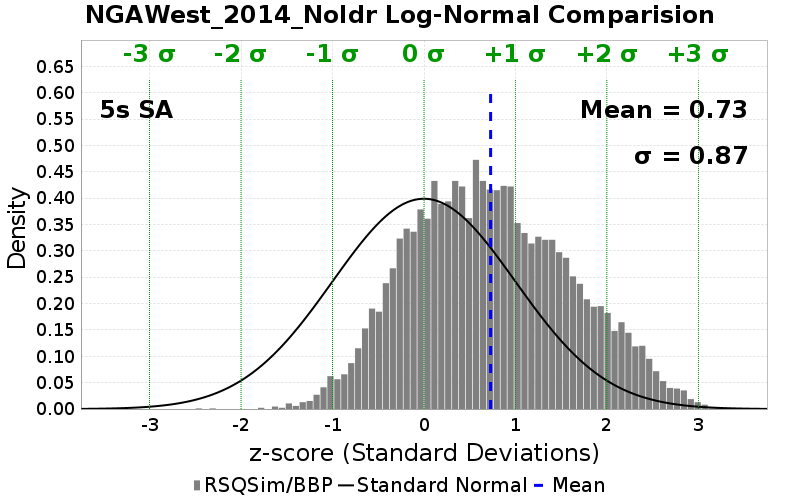 NGAWest_2014_NoIdr Log-Normal Comparision
-3 σ -2 σ -1 σ 0 σ +1 σ +2 σ +3 σ
5s SA
Mean = 0.73
σ = 0.87
Density
0.65
0.60
0.55
0.50
0.45
0.40
0.35
0.30
0.25
0.20
0.15
0.10
0.05
0.00
-3 -2 -1 0 1 2 3
z-score (Standard Deviations)
RSQSim/BBP Standard Normal Mean